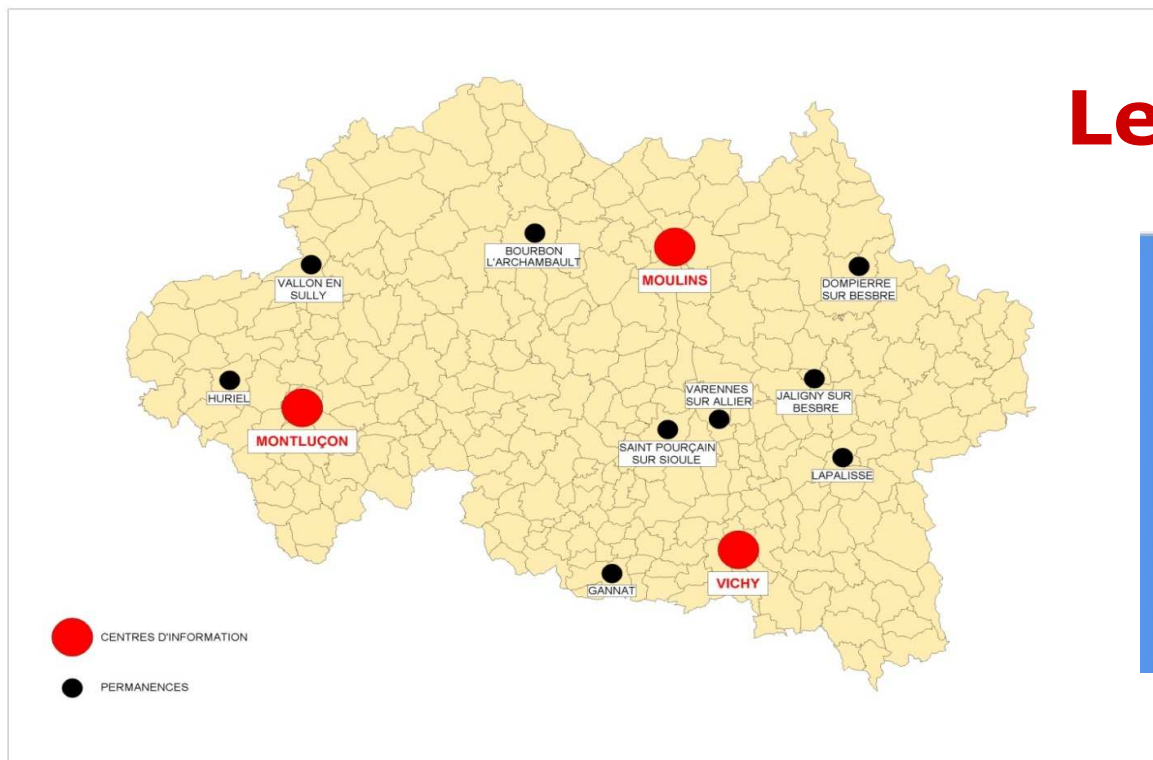 Le
BOURBON
L'ARCHAMBAULT
MOULINS
VALLON EN
SULLY
DOMPIERRE
SUR BESBRE
HURIEL
MONTLUÇON
VARENNES
SUR ALLIER
JALIGNY SUR
BESBRE
SAINT POURÇAIN
SUR SIOULE
LAPALISSE
GANNAT
VICHY
CENTRES D'INFORMATION
PERMANENCES